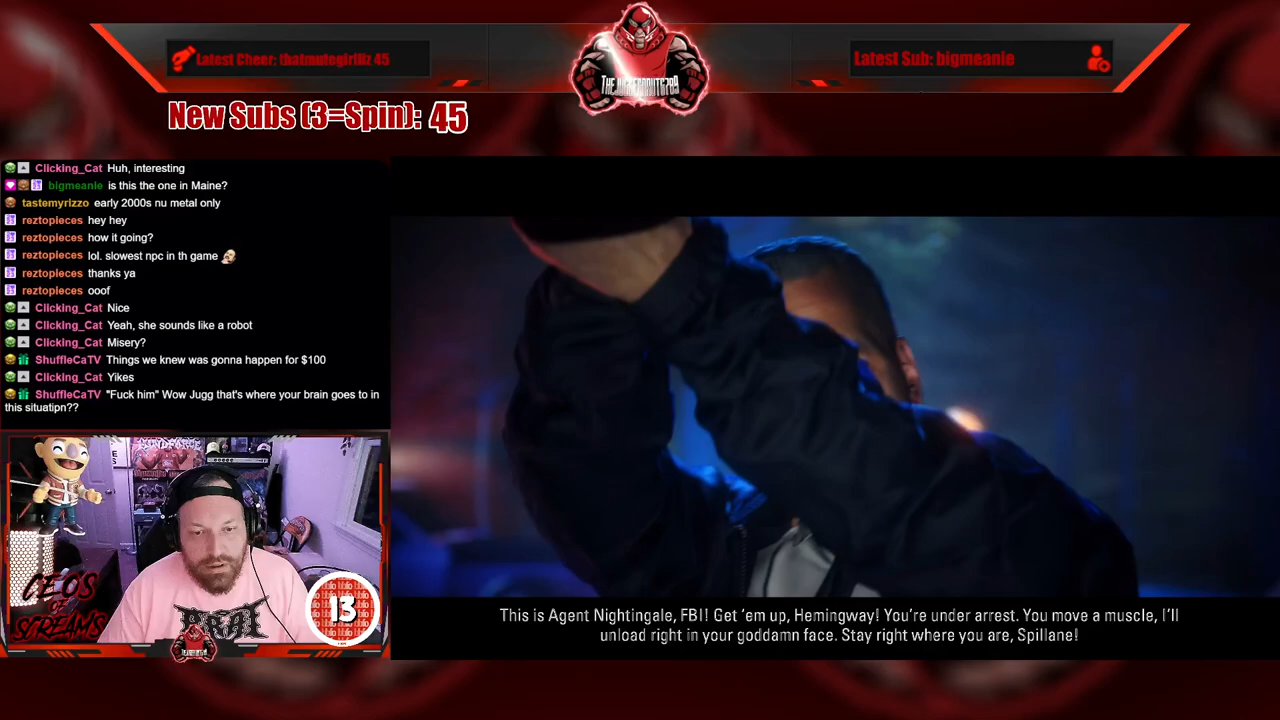 Latest Cheer: thatmutegirlliz 45
THEJUGGERNAUT6789
Latest Sub: bigmeanie
New Subs (3=Spin): 45
Clicking_Cat Huh, interesting
bigmeanie is this the one in Maine?
tastemyrizzo early 2000s nu metal only
reztopieces hey hey
reztopieces how it going?
reztopieces lol. slowest npc in th game
reztopieces thanks ya
reztopieces ooof
Clicking_Cat Nice
Clicking_Cat Yeah, she sounds like a robot
Clicking_Cat Misery?
ShuffleCaTV Things we knew was gonna happen for $100
Clicking_Cat Yikes
ShuffleCaTV "Fuck him" Wow Jugg that's where your brain goes to in
this situatipn??
CEOS
OF
STREAMS
13
This is Agent Nightingale, FBI! Get 'em up, Hemingway! You're under arrest. You move a muscle, I'll
unload right in your goddamn face. Stay right where you are, Spillane!